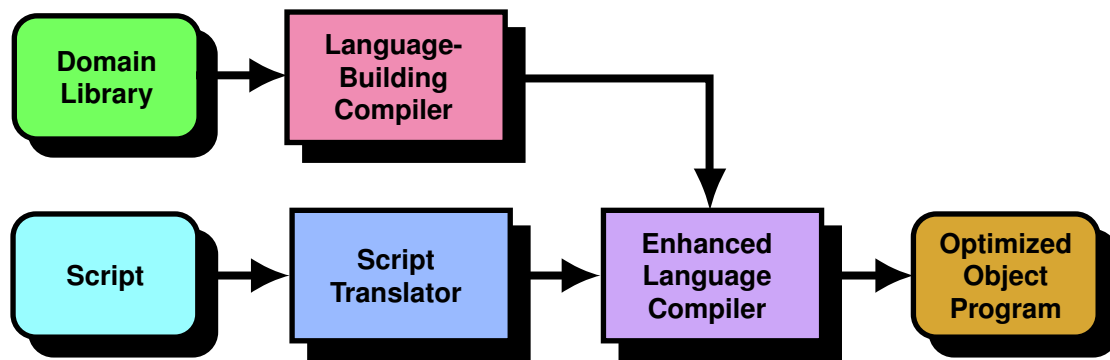 Domain
Library
Language-
Building
Compiler
Script
Script
Translator
Enhanced
Language
Compiler
Optimized
Object
Program